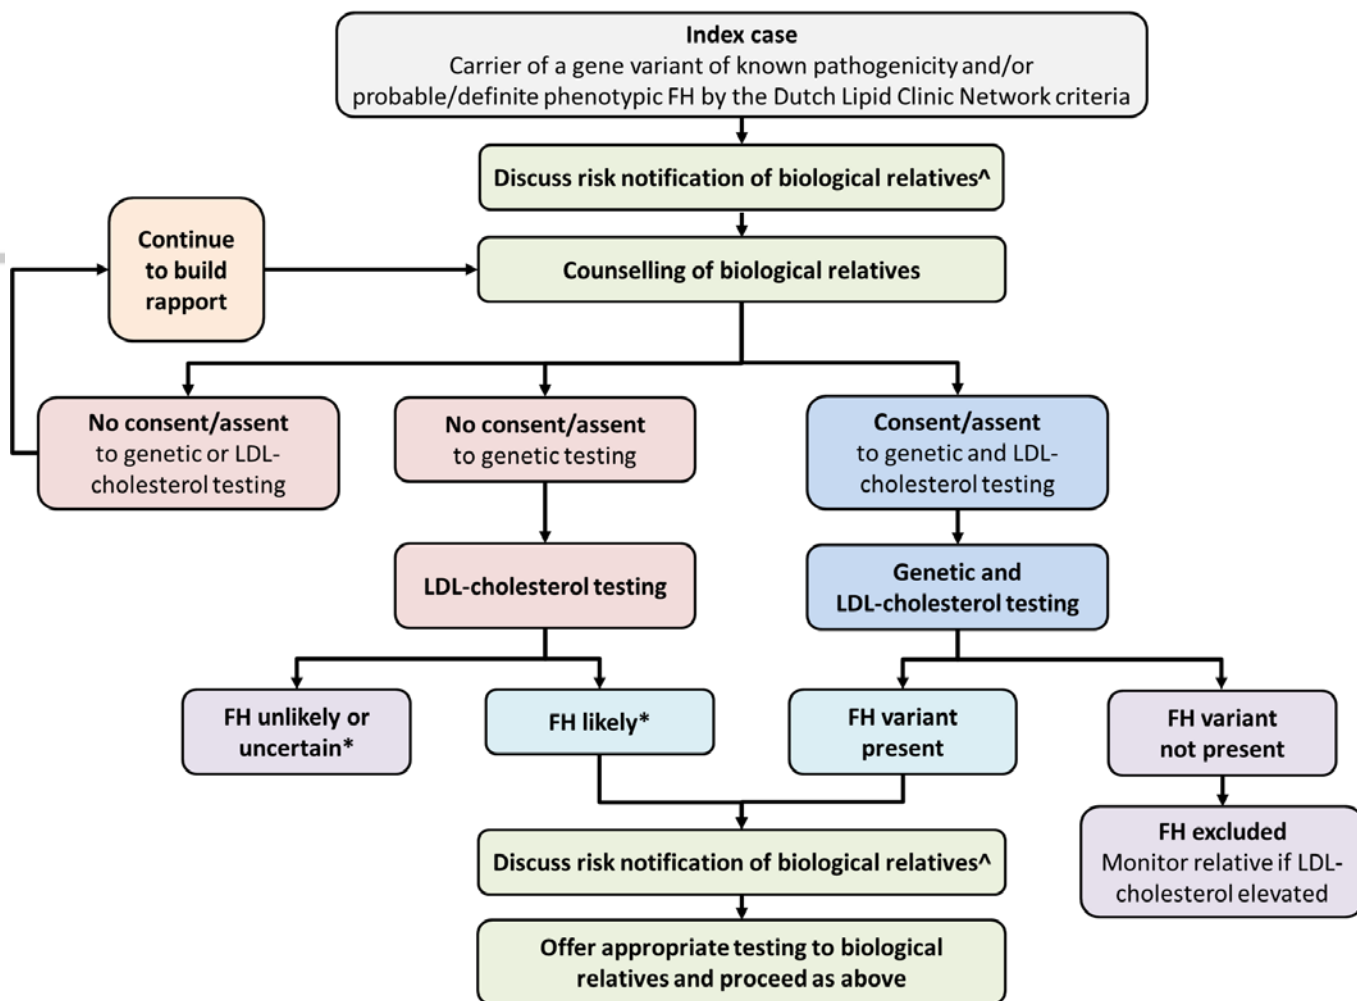 Index case
Carrier of a gene variant of known pathogenicity and/or
probable/definite phenotypic FH by the Dutch Lipid Clinic Network criteria
Discuss risk notification of biological relatives^
Continue
to build
rapport
Counselling of biological relatives
No consent/assent
to genetic or LDL-
cholesterol testing
No consent/assent
to genetic testing
Consent/assent
to genetic and LDL-
cholesterol testing
LDL-cholesterol testing
Genetic and
LDL-cholesterol testing
FH unlikely or
uncertain*
FH likely*
FH variant
present
FH variant
not present
FH excluded
Monitor relative if LDL-
cholesterol elevated
Discuss risk notification of biological relatives^
Offer appropriate testing to biological
relatives and proceed as above